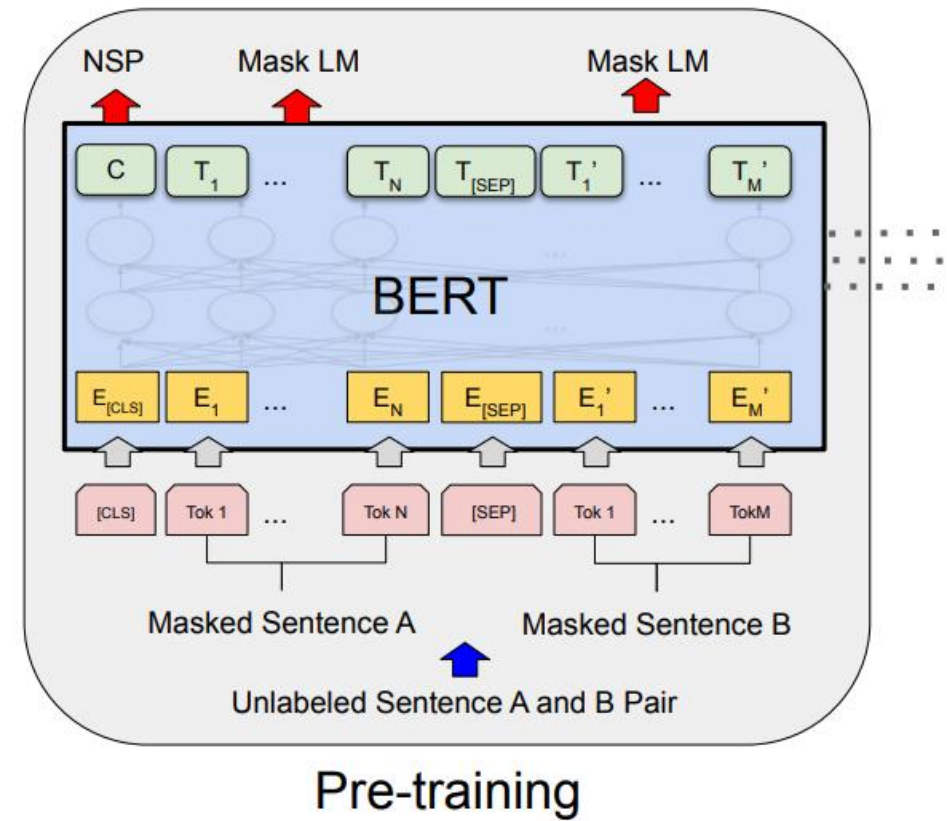 NSP Mask LM Mask LM
C T1 ... TN T[SEP] T1’ ... TM’
...
BERT
...
E[CLS] E1 ... EN E[SEP] E1’ ... EM’
[CLS] Tok 1 ... Tok N [SEP] Tok 1 ... TokM
Masked Sentence A Masked Sentence B
Unlabeled Sentence A and B Pair
Pre-training